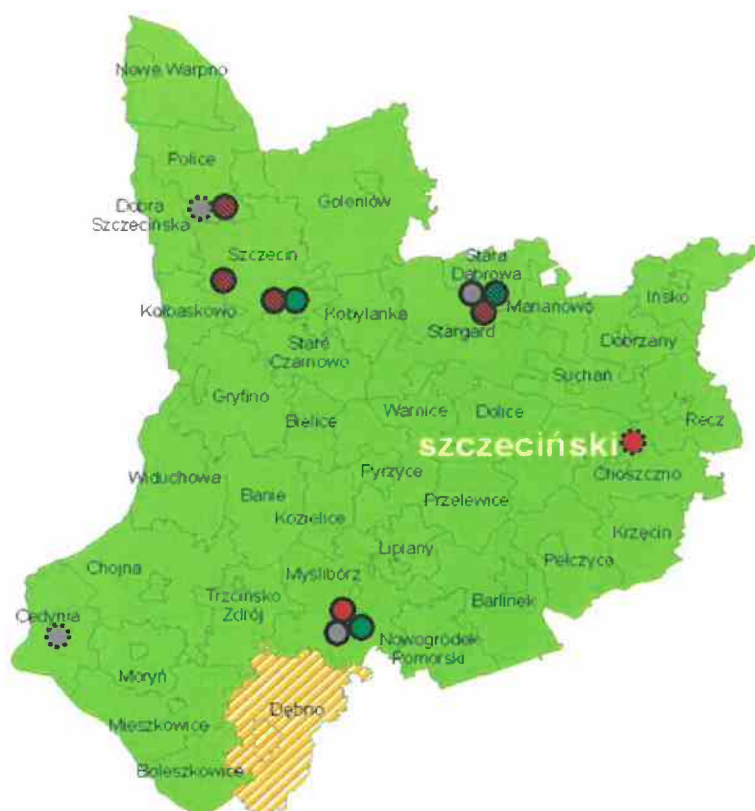 Nowe Warpno
Police
Goleniów
Dobra
Szczecińska
Szczecin
Stara
Dąbrowa
Ińsko
Kołbaskowo
Kobylanka
Marianowo
Stargard
Stare
Czarnowo
Dobrzany
Suchań
Gryfino
Bielice
Warnice
Dolice
Recz
szczeciński
Choszczno
Pyrzyce
Widuchowa
Banie
Kozielice
Przelewice
Krzęcin
Lipiany
Pełczyce
Chojna
Myślibórz
Trzcińsko
Zdrój
Barlinek
Cedynia
Nowogródek
Pomorski
Moryń
Dębno
Mieszkowice
Boleszkowice